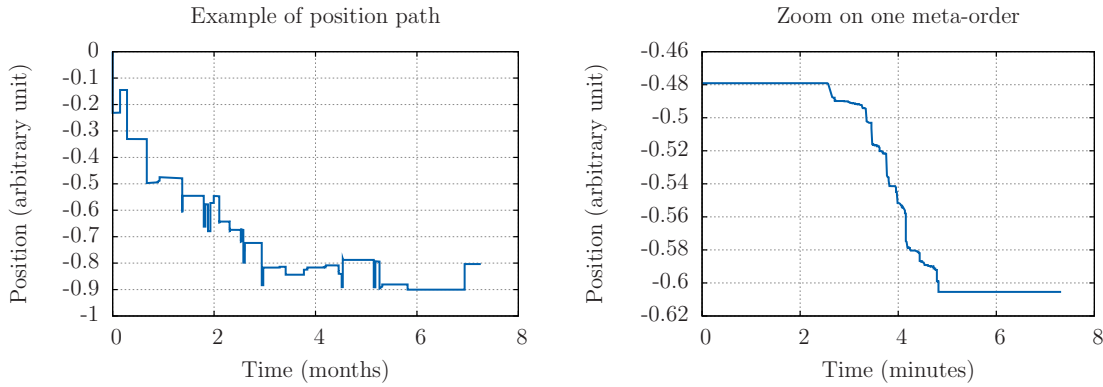 Example of position path
0
-0.1
-0.2
-0.3
-0.4
-0.5
-0.6
-0.7
-0.8
-0.9
-1
Position (arbitrary unit)
0 2 4 6 8
Time (months)
Zoom on one meta-order
-0.46
-0.48
-0.5
-0.52
-0.54
-0.56
-0.58
-0.6
-0.62
Position (arbitrary unit)
0 2 4 6 8
Time (minutes)